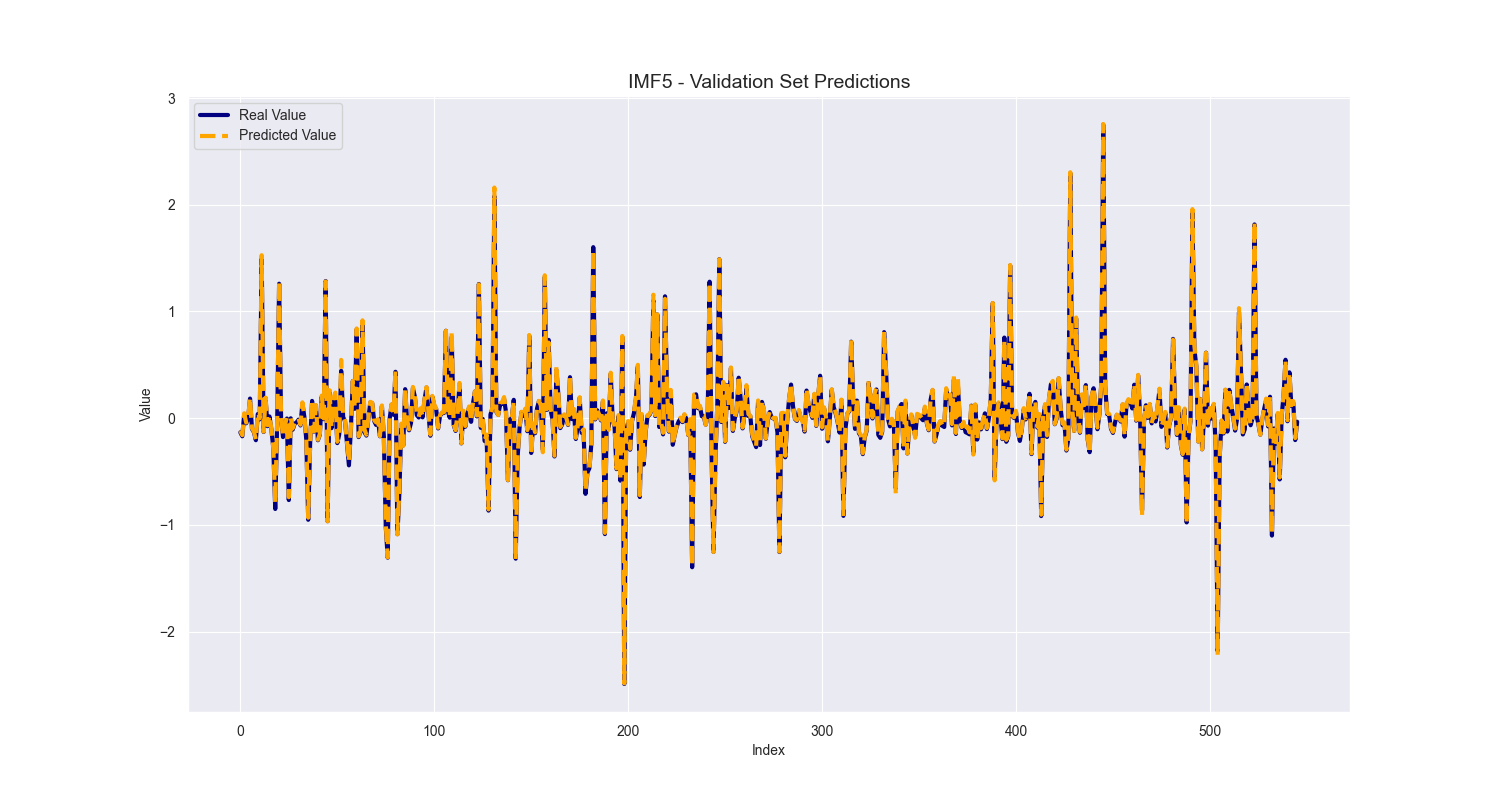 IMF5 - Validation Set Predictions
Real Value
Predicted Value
Value
3
2
1
0
−1
−2
0 100 200 300 400 500
Index